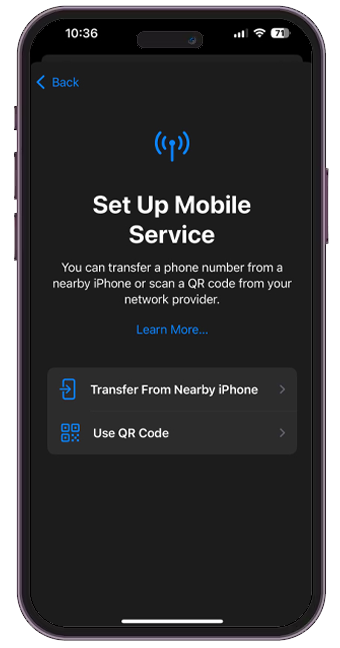 10:36
71
Back
Set Up Mobile
Service
You can transfer a phone number from a
nearby iPhone or scan a QR code from your
network provider.
Learn More...
Transfer From Nearby iPhone
Use QR Code